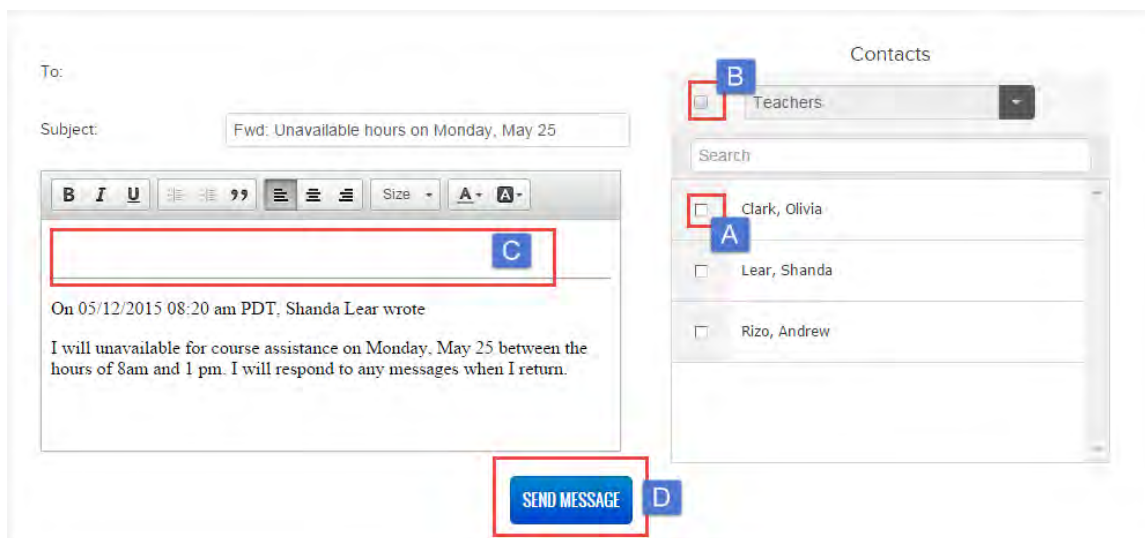 Contacts
To:
B
Teachers
Subject:
Fwd: Unavailable hours on Monday, May 25
Search
B I U ” Size A A
Clark, Olivia
A
C
Lear, Shanda
On 05/12/2015 08:20 am PDT, Shanda Lear wrote
Rizo, Andrew
I will unavailable for course assistance on Monday, May 25 between the
hours of 8am and 1 pm. I will respond to any messages when I return.
SEND MESSAGE
D